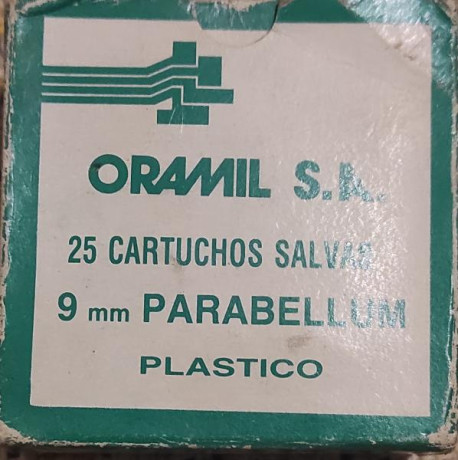 ORAMIL S.A.
25 CARTUCHOS SALVAS
9 mm PARABELLUM
PLASTICO